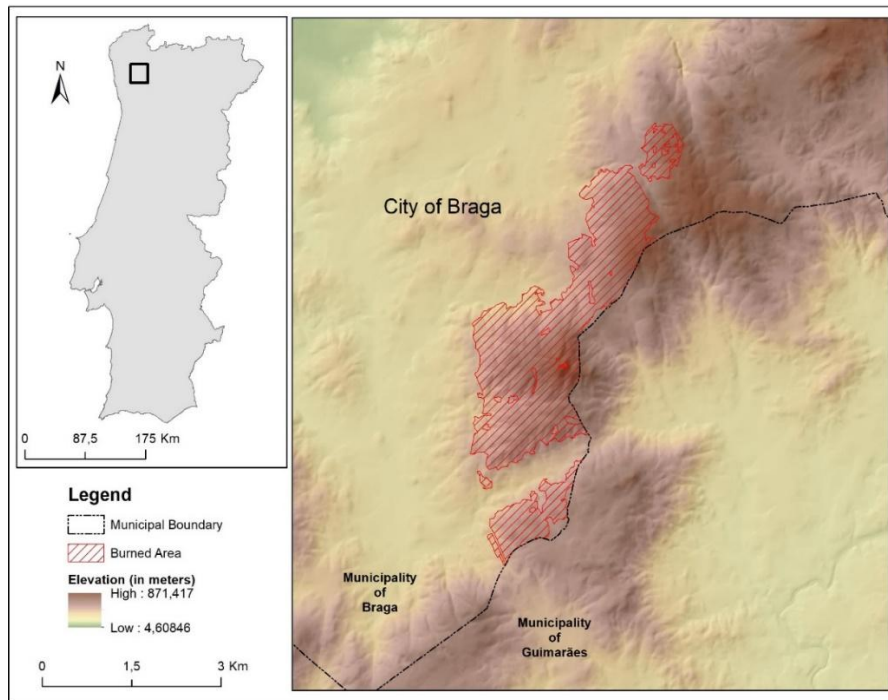 N
0 87,5 175 Km
Legend
Municipal Boundary
Burned Area
Elevation (in meters)
High : 871,417
Low : 4,60846
0 1,5 3 Km
City of Braga
Municipality
of
Braga
Municipality
of
Guimarães